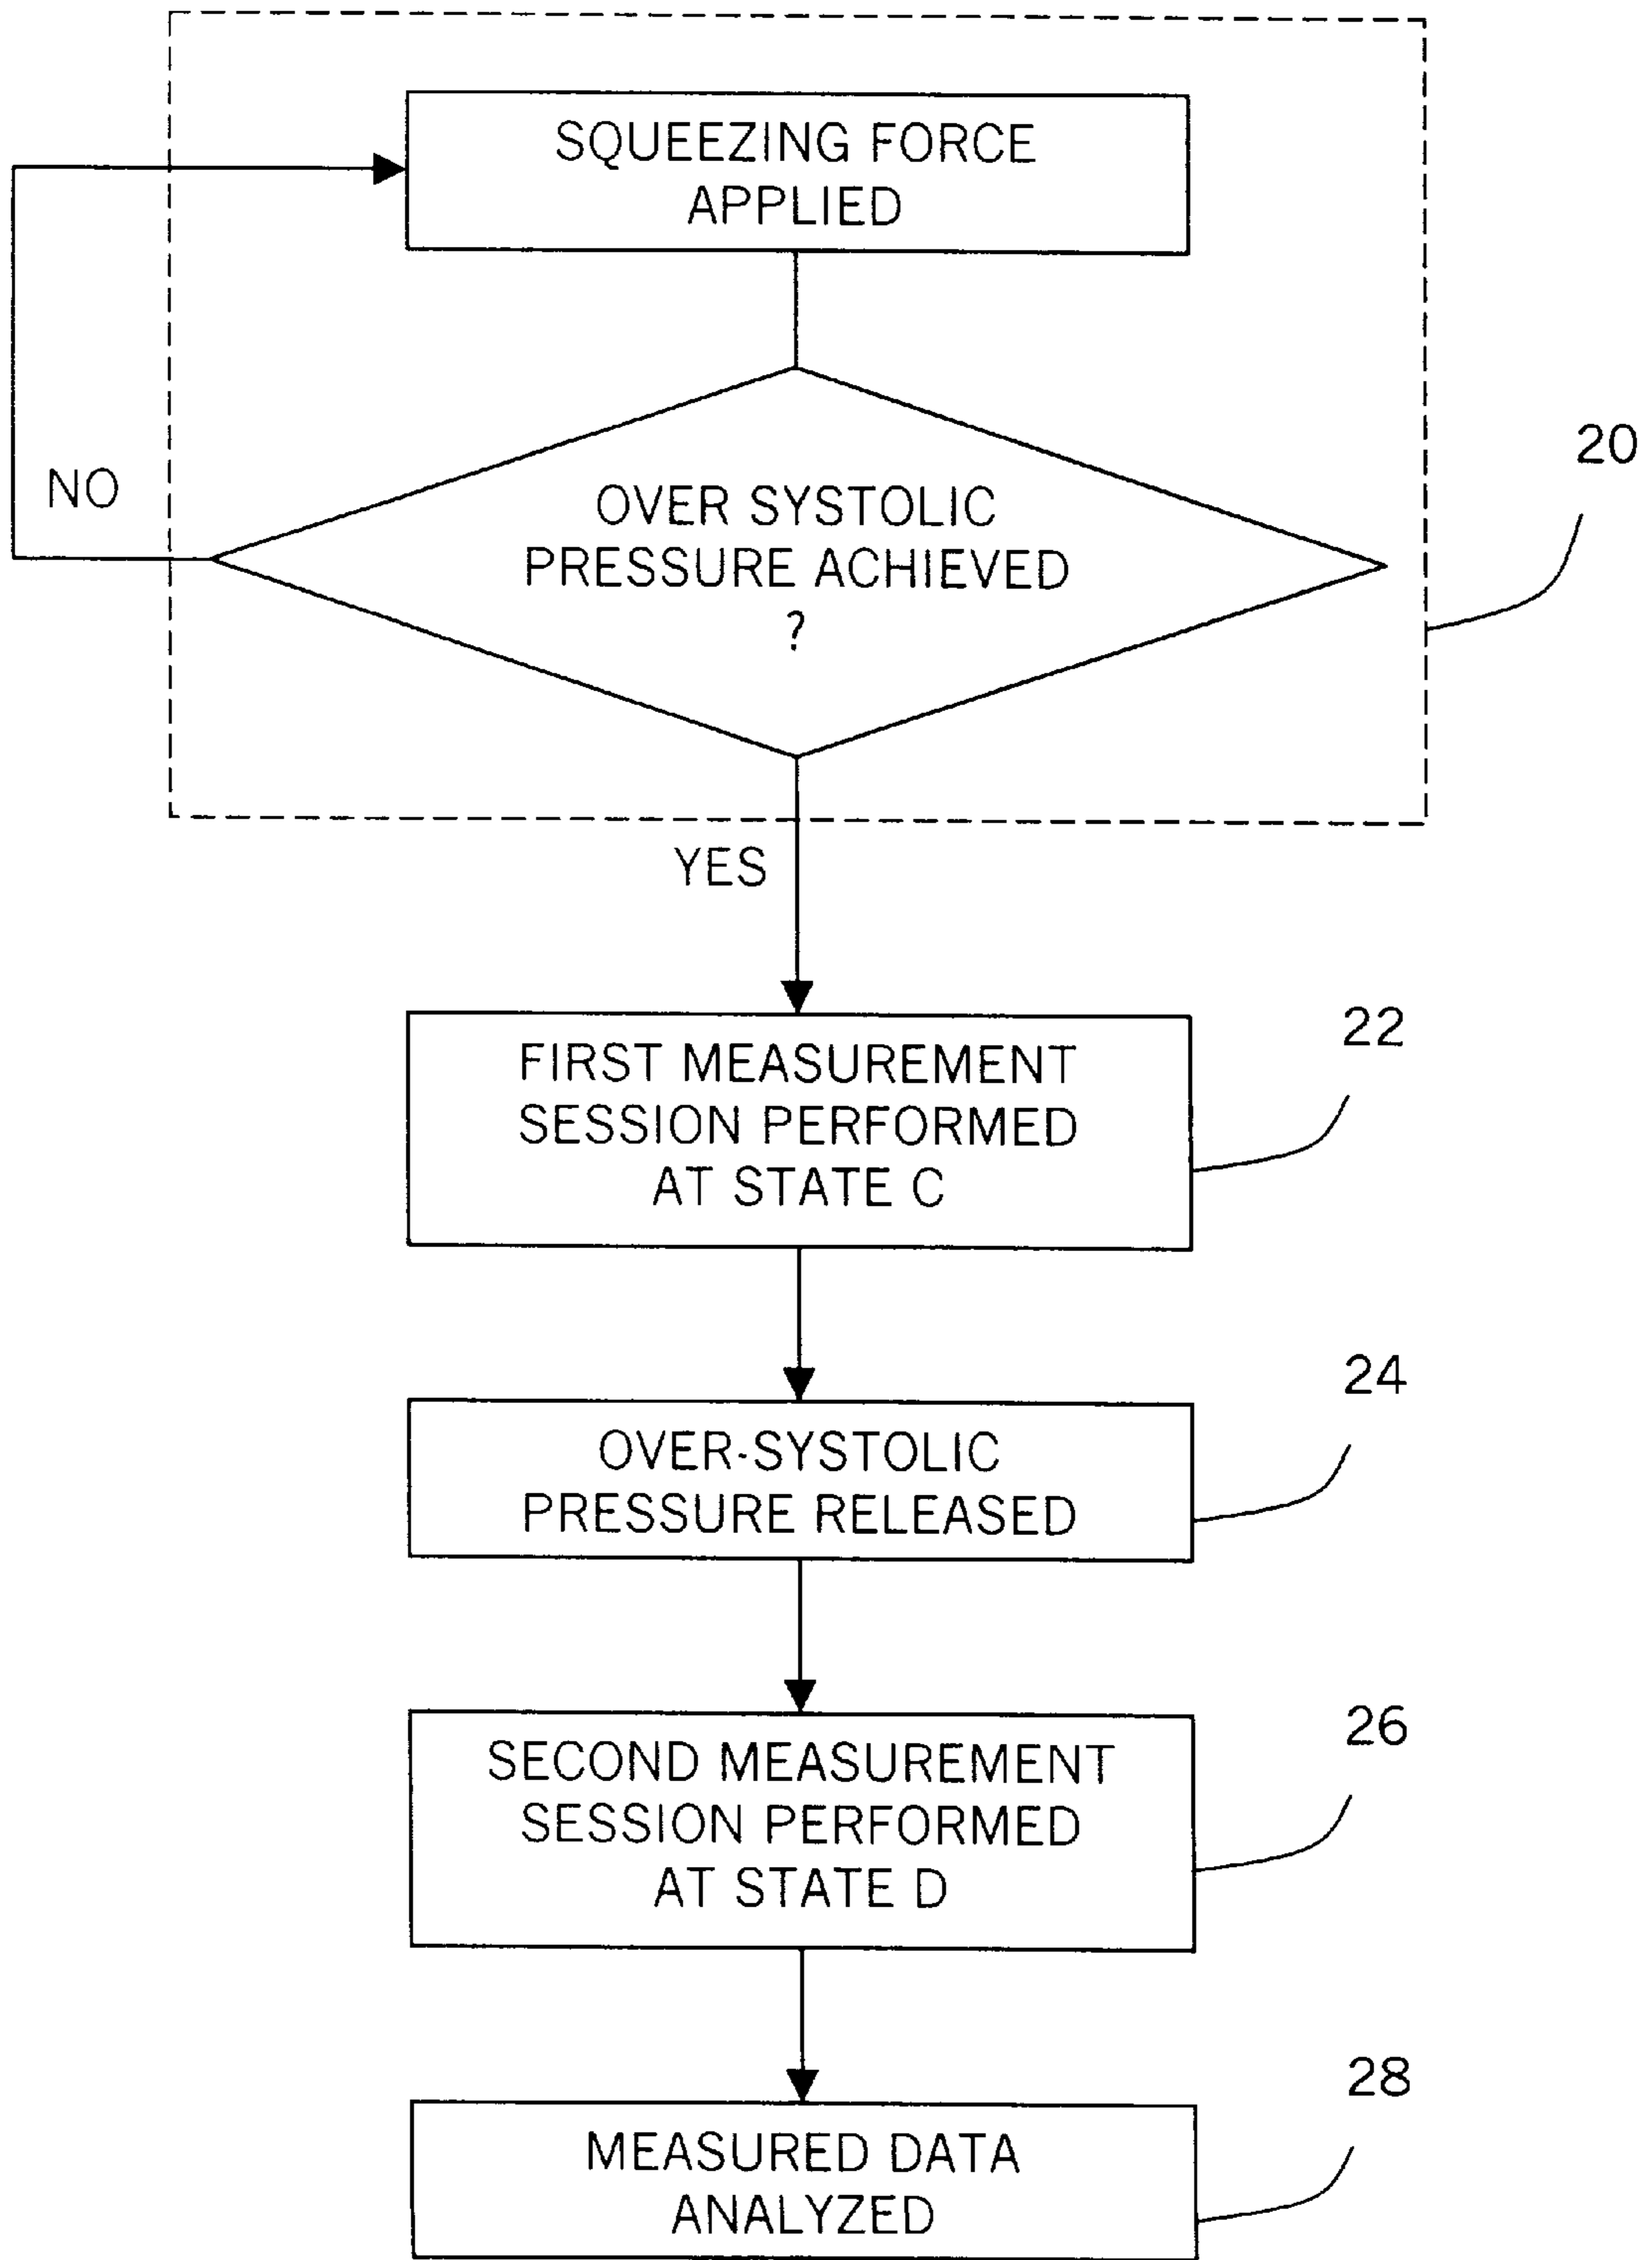 SQUEEZING FORCE
APPLIED
20
NO
OVER SYSTOLIC
PRESSURE ACHIEVED
?
YES
22
FIRST MEASUREMENT
SESSION PERFORMED
AT STATE C
24
OVER-SYSTOLIC
PRESSURE RELEASED
26
SECOND MEASUREMENT
SESSION PERFORMED
AT STATE D
28
MEASURED DATA
ANALYZED